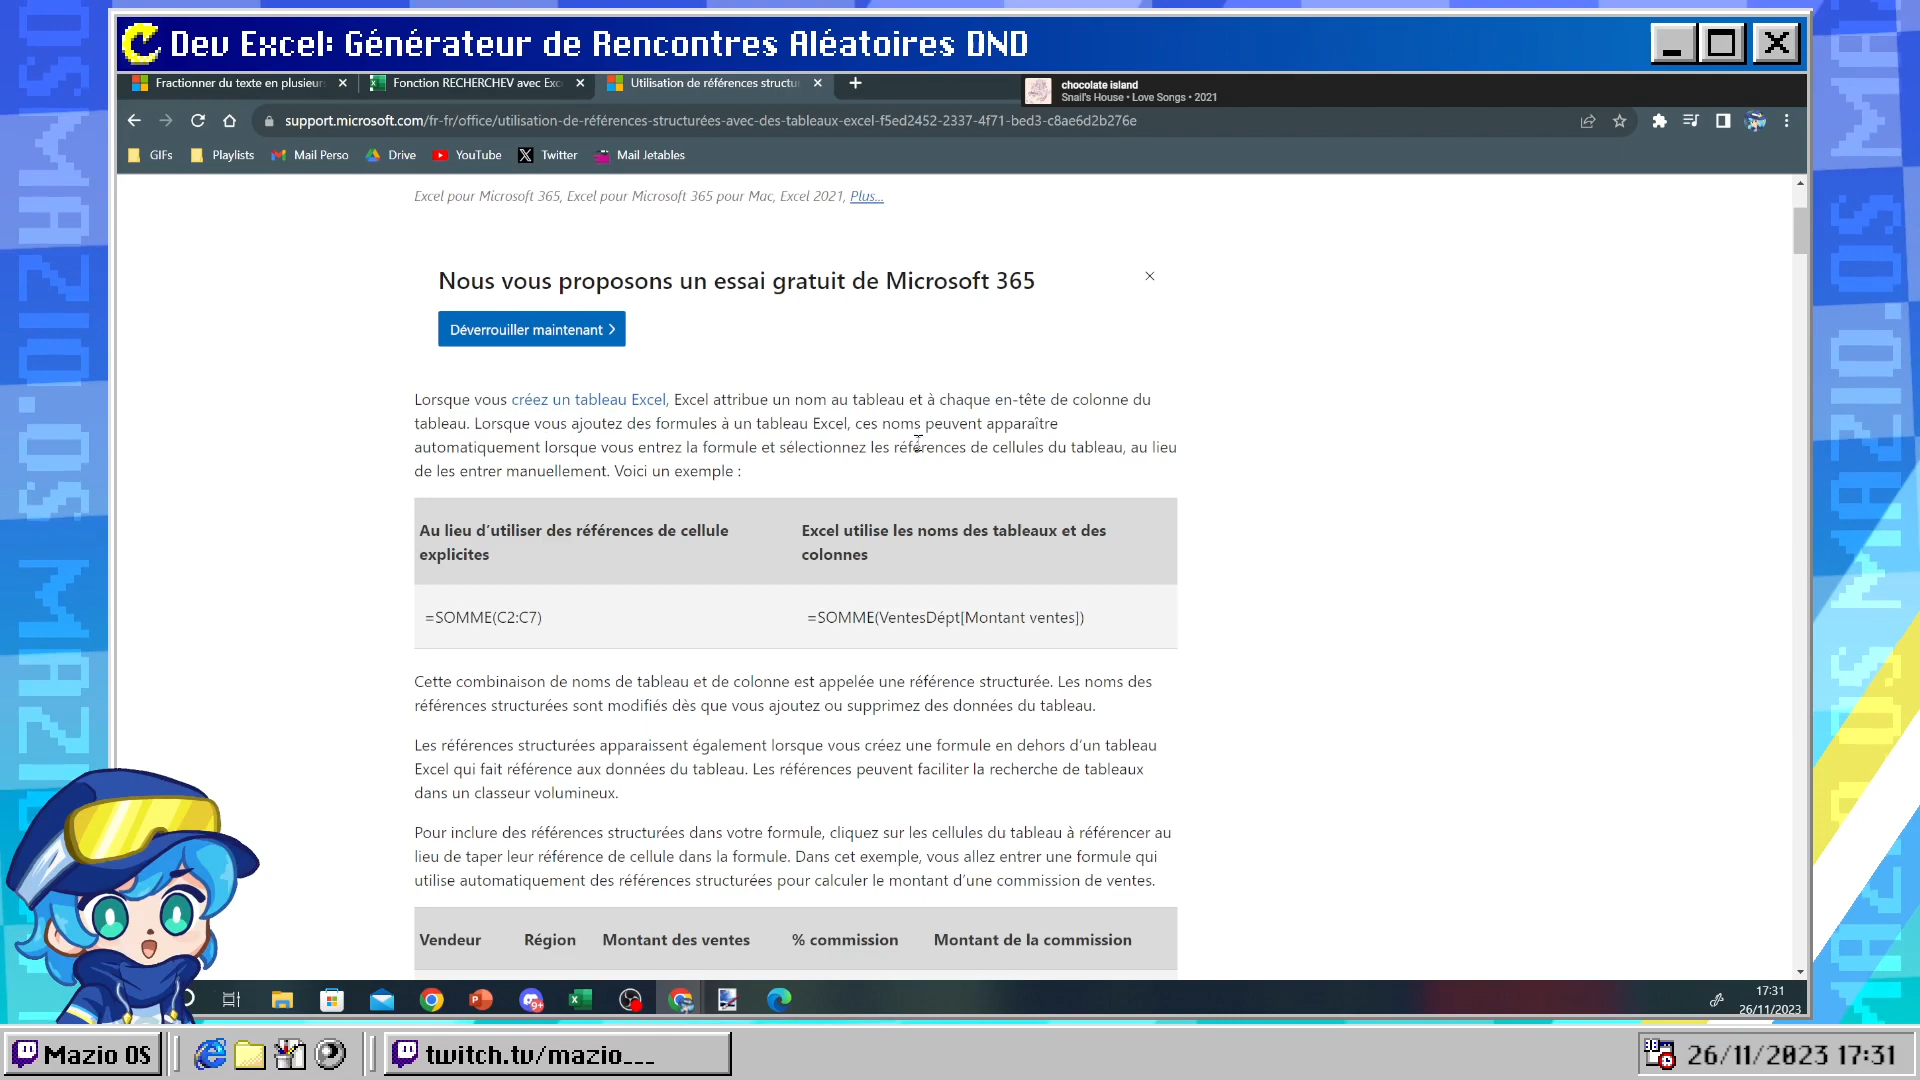 Dev Excel: Générateur de Rencontres Aléatoires DND
Fractionner du texte en plusieur
Fonction RECHERCHEV avec Exc
Utilisation de références structu
chocolate island
Snail's House • Love Songs • 2021
support.microsoft.com/fr-fr/office/utilisation-de-références-structurées-avec-des-tableaux-excel-f5ed2452-2337-4f71-bed3-c8ae6d2b276e
GIFs
Playlists
Mail Perso
Drive
YouTube
Twitter
Mail Jetables
Excel pour Microsoft 365, Excel pour Microsoft 365 pour Mac, Excel 2021, Plus...
Nous vous proposons un essai gratuit de Microsoft 365
Déverrouiller maintenant >
Lorsque vous créez un tableau Excel, Excel attribue un nom au tableau et à chaque en-tête de colonne du
tableau. Lorsque vous ajoutez des formules à un tableau Excel, ces noms peuvent apparaître
automatiquement lorsque vous entrez la formule et sélectionnez les références de cellules du tableau, au lieu
de les entrer manuellement. Voici un exemple :
Au lieu d'utiliser des références de cellule
explicites
Excel utilise les noms des tableaux et des
colonnes
=SOMME(C2:C7)
=SOMME(VentesDépt[Montant ventes])
Cette combinaison de noms de tableau et de colonne est appelée une référence structurée. Les noms des
références structurées sont modifiés dès que vous ajoutez ou supprimez des données du tableau.
Les références structurées apparaissent également lorsque vous créez une formule en dehors d'un tableau
Excel qui fait référence aux données du tableau. Les références peuvent faciliter la recherche de tableaux
dans un classeur volumineux.
Pour inclure des références structurées dans votre formule, cliquez sur les cellules du tableau à référencer au
lieu de taper leur référence de cellule dans la formule. Dans cet exemple, vous allez entrer une formule qui
utilise automatiquement des références structurées pour calculer le montant d'une commission de ventes.
Vendeur
Région
Montant des ventes
% commission
Montant de la commission
17:31
26/11/2023
Mazio OS
twitch.tv/mazio___
26/11/2023 17:31